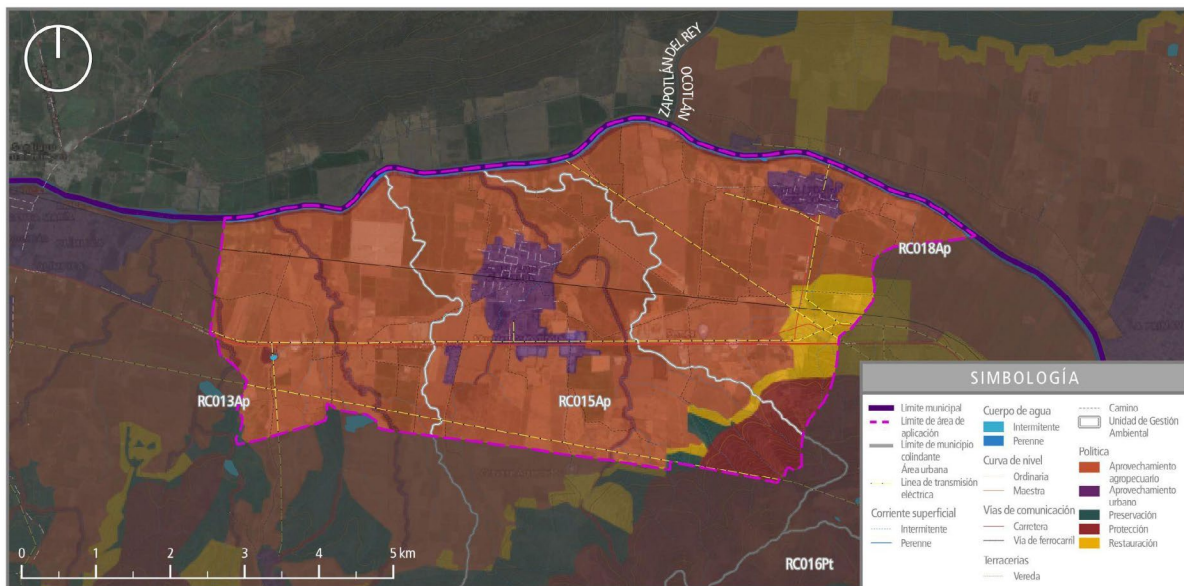 ZAPOTLÁN DEL REY
OCOTLÁN
RC018Ap
RC013Ap
RC015Ap
RC016Pt
0 1 2 3 4 5 km
SIMBOLOGÍA
Límite municipal
Límite de área de
aplicación
Límite de municipio
colindante
Área urbana
Línea de transmisión
eléctrica
Corriente superficial
Intermitente
Perenne
Cuerpo de agua
Intermitente
Perenne
Curva de nivel
Ordinaria
Maestra
Vías de comunicación
Carretera
Vía de ferrocarril
Terracerías
Vereda
Camino
Unidad de Gestión
Ambiental
Política
Aprovechamiento
agropecuario
Aprovechamiento
urbano
Preservación
Protección
Restauración